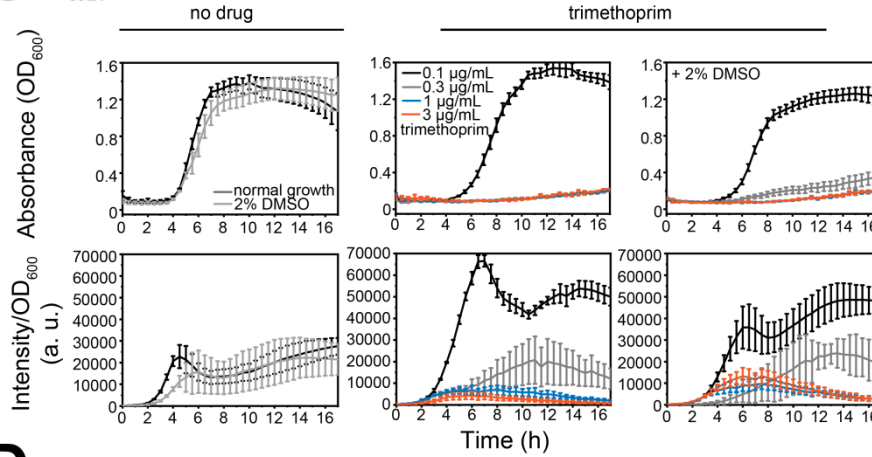 no drug
trimethoprim
Absorbance (OD600)
1.6
1.2
0.8
0.4
0
normal growth
2% DMSO
0 2 4 6 8 10 12 14 16
1.6
1.2
0.8
0.4
0
0.1 µg/mL
0.3 µg/mL
1 µg/mL
3 µg/mL
trimethoprim
0 2 4 6 8 10 12 14 16
1.6
1.2
0.8
0.4
0
+ 2% DMSO
0 2 4 6 8 10 12 14 16
Intensity/OD600
(a. u.)
70000
60000
50000
40000
30000
20000
10000
0
0 2 4 6 8 10 12 14 16
70000
60000
50000
40000
30000
20000
10000
0
0 2 4 6 8 10 12 14 16
70000
60000
50000
40000
30000
20000
10000
0
0 2 4 6 8 10 12 14 16
Time (h)